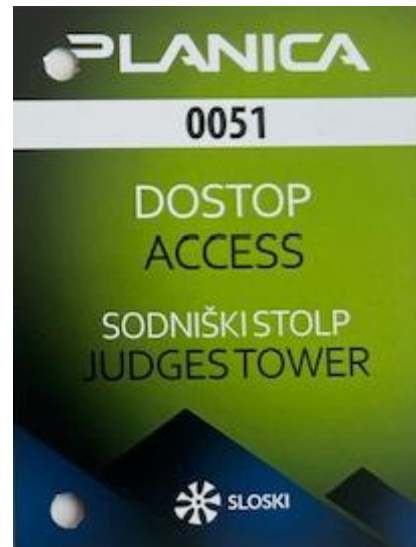 PLANICA
0051
DOSTOP
ACCESS
SODNIŠKI STOLP
JUDGES TOWER
SLOSKI